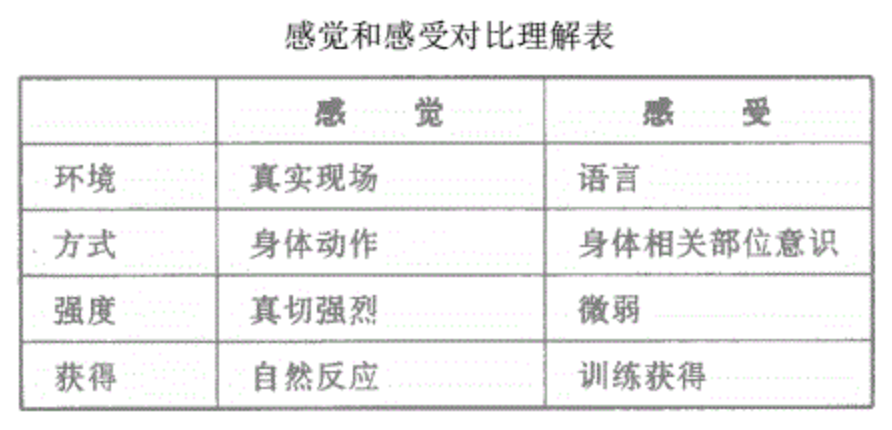 感觉和感受对比理解表
感 觉 感 受
环境 真实现场 语言
方式 身体动作 身体相关部位意识
强度 真切强烈 微弱
获得 自然反应 训练获得